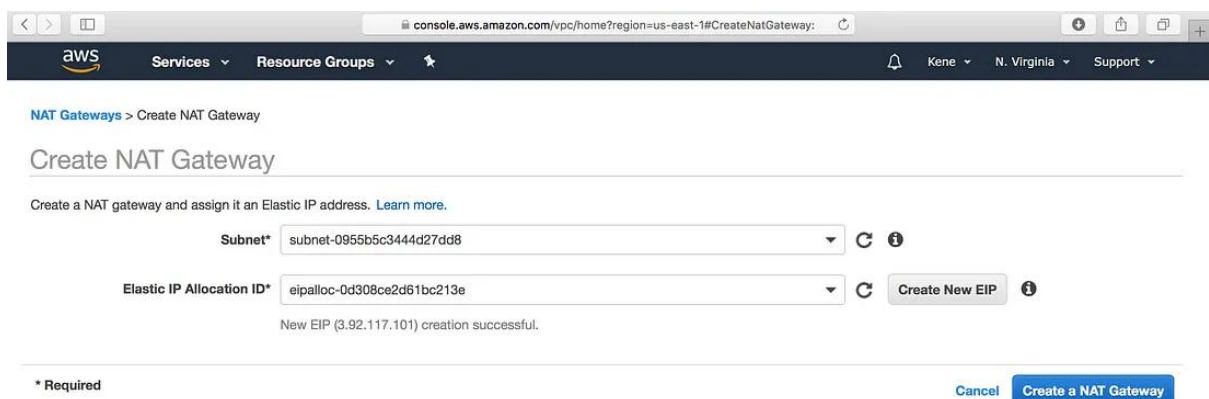 console.aws.amazon.com/vpc/home?region=us-east-1#CreateNatGateway:
aws Services Resource Groups Kene N. Virginia Support
NAT Gateways > Create NAT Gateway
Create NAT Gateway
Create a NAT gateway and assign it an Elastic IP address. Learn more.
Subnet* subnet-0955b5c3444d27dd8
Elastic IP Allocation ID* eipalloc-0d308ce2d61bc213e Create New EIP
New EIP (3.92.117.101) creation successful.
* Required Cancel Create a NAT Gateway